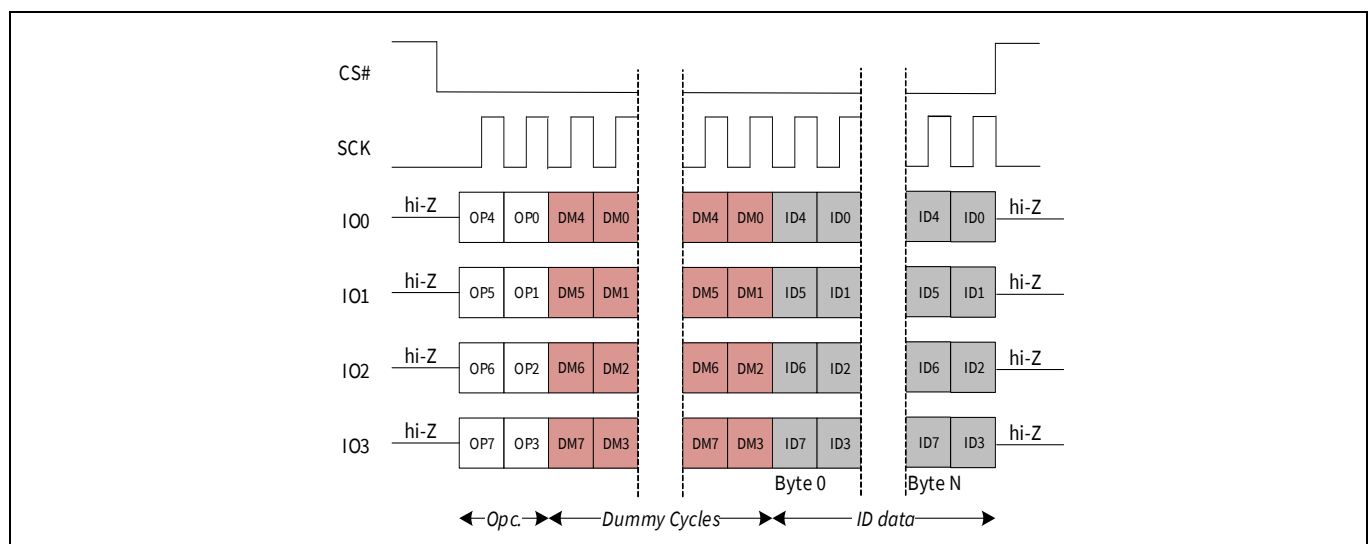 CS#
SCK
IO0 hi-Z OP4 OP0 DM4 DM0 DM4 DM0 ID4 ID0 ID4 ID0 hi-Z
IO1 hi-Z OP5 OP1 DM5 DM1 DM5 DM1 ID5 ID1 ID5 ID1 hi-Z
IO2 hi-Z OP6 OP2 DM6 DM2 DM6 DM2 ID6 ID2 ID6 ID2 hi-Z
IO3 hi-Z OP7 OP3 DM7 DM3 DM7 DM3 ID7 ID3 ID7 ID3 hi-Z
Byte 0 Byte N
Opc. Dummy Cycles ID data